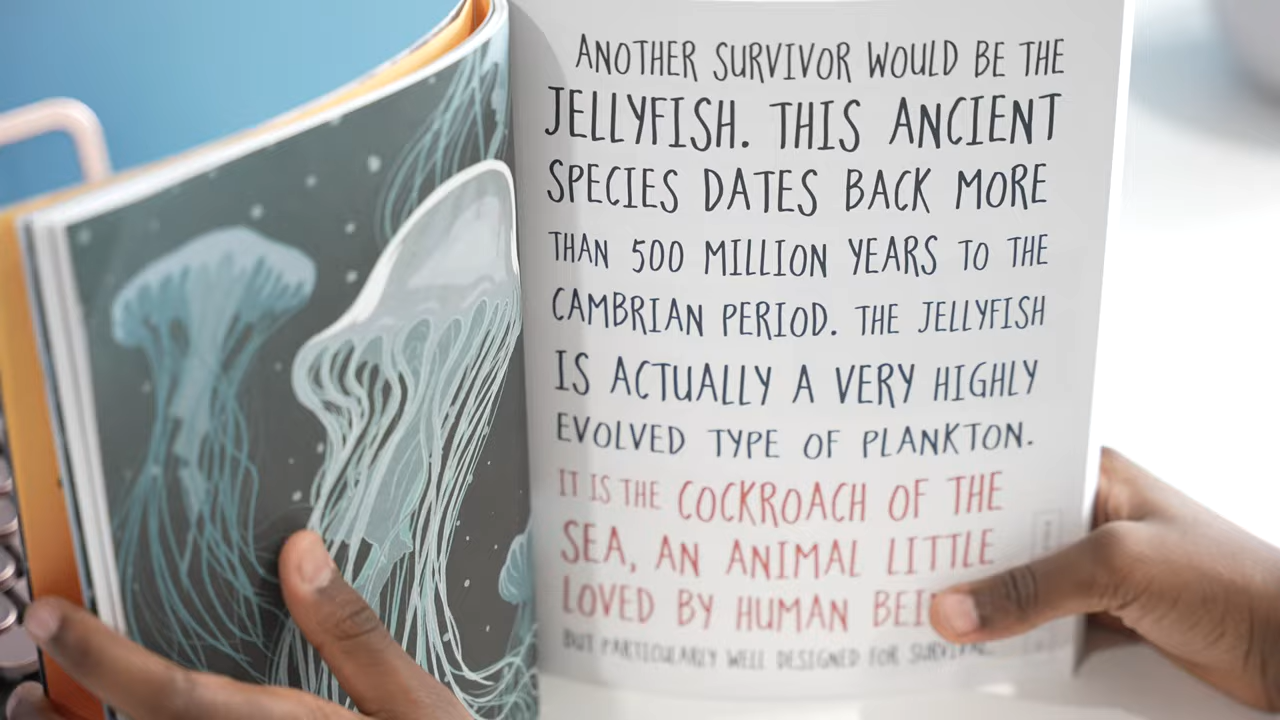 ANOTHER SURVIVOR WOULD BE THE
JELLYFISH. THIS ANCIENT
SPECIES DATES BACK MORE
THAN 500 MILLION YEARS TO THE
CAMBRIAN PERIOD. THE JELLYFISH
IS ACTUALLY A VERY HIGHLY
EVOLVED TYPE OF PLANKTON.
IT IS THE COCKROACH OF THE
SEA, AN ANIMAL LITTLE
LOVED BY HUMAN BEI
BUT PARTICULARLY WELL DESIGNED FOR SURVIVAL.